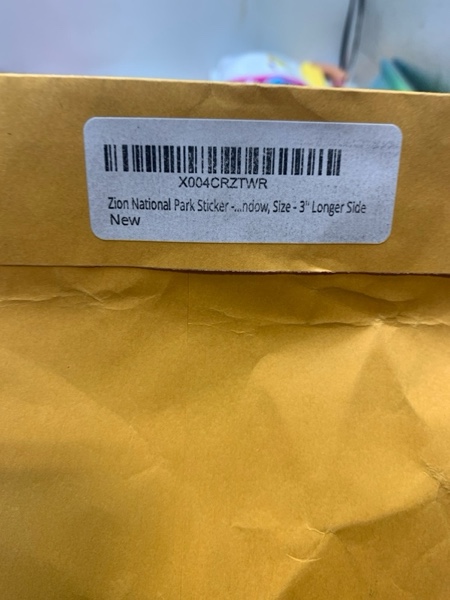 X004CRZTWR
Zion National Park Sticker -...ndow, Size - 3" Longer Side
New